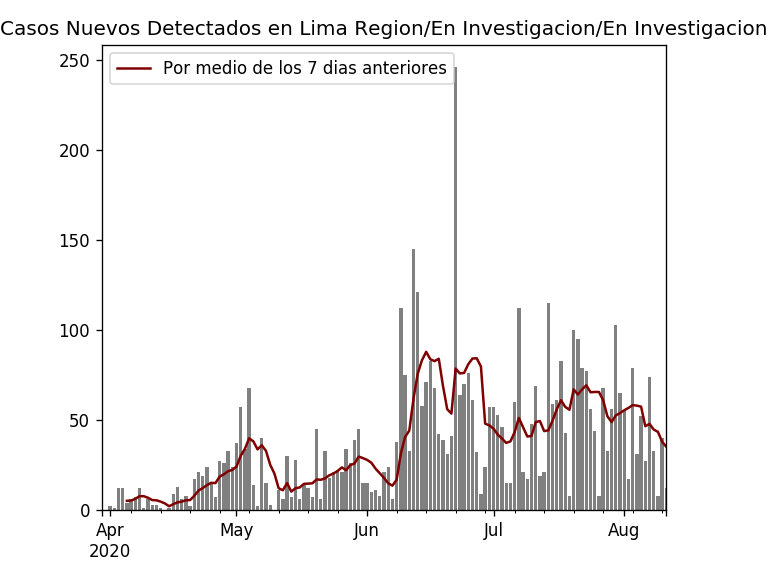 Casos Nuevos Detectados en Lima Region/En Investigacion/En Investigacion
Por medio de los 7 dias anteriores
250
200
150
100
50
0
Apr May Jun Jul Aug
2020